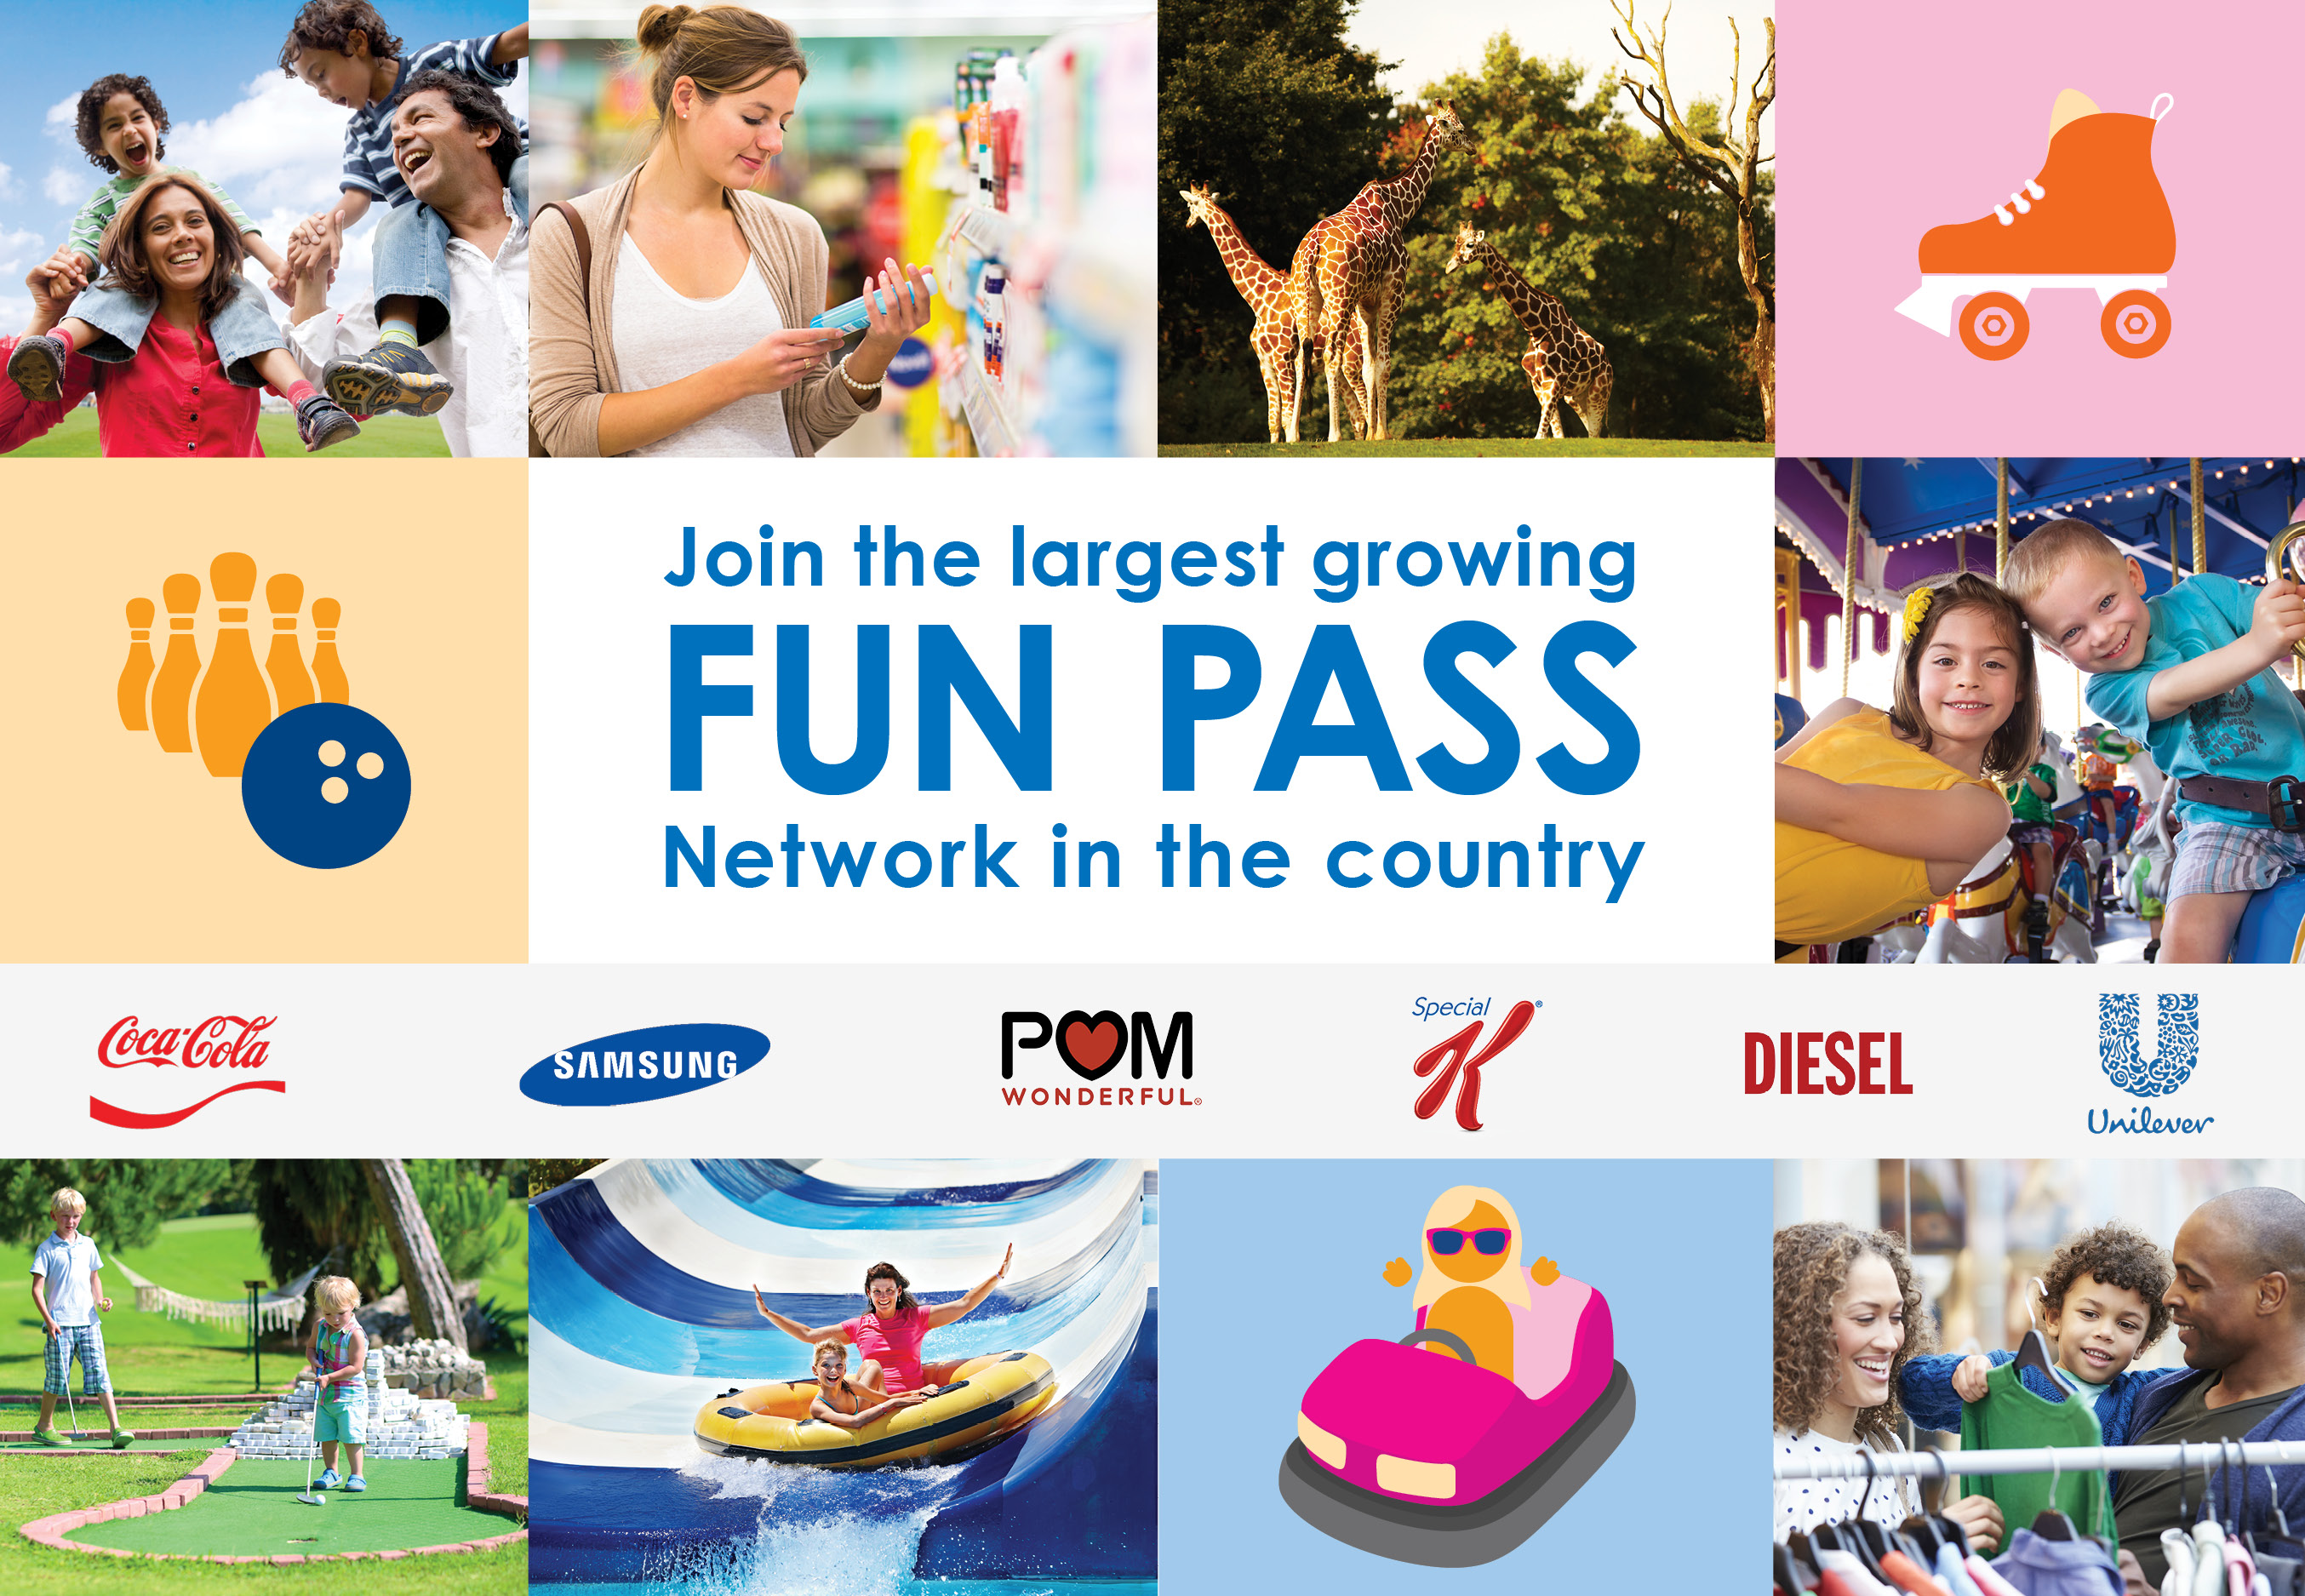 Join the largest growing
FUN PASS
Network in the country
Coca-Cola
SAMSUNG
POM
WONDERFUL®
Special
K®
DIESEL
U
Unilever